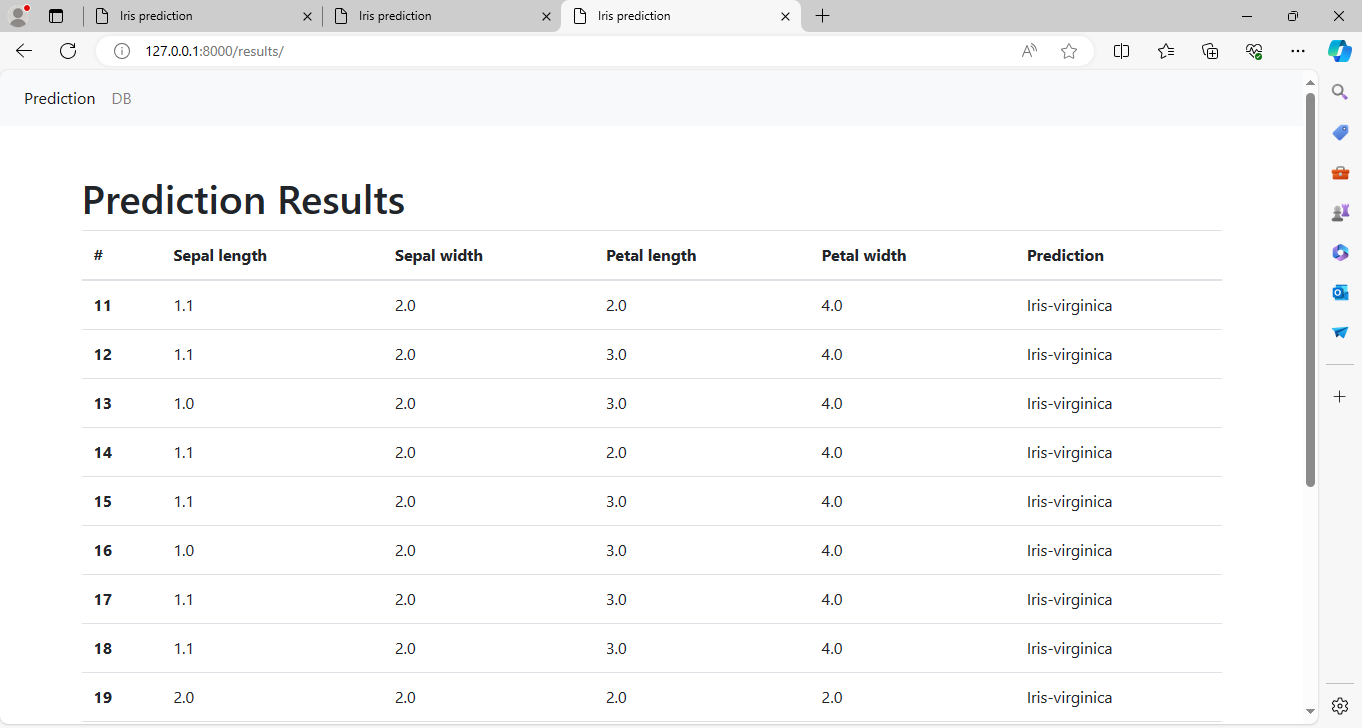 Iris prediction Iris prediction Iris prediction
127.0.0.1:8000/results/
Prediction DB
Prediction Results
# Sepal length Sepal width Petal length Petal width Prediction
11 1.1 2.0 2.0 4.0 Iris-virginica
12 1.1 2.0 3.0 4.0 Iris-virginica
13 1.0 2.0 3.0 4.0 Iris-virginica
14 1.1 2.0 2.0 4.0 Iris-virginica
15 1.1 2.0 3.0 4.0 Iris-virginica
16 1.0 2.0 3.0 4.0 Iris-virginica
17 1.1 2.0 3.0 4.0 Iris-virginica
18 1.1 2.0 3.0 4.0 Iris-virginica
19 2.0 2.0 2.0 2.0 Iris-virginica